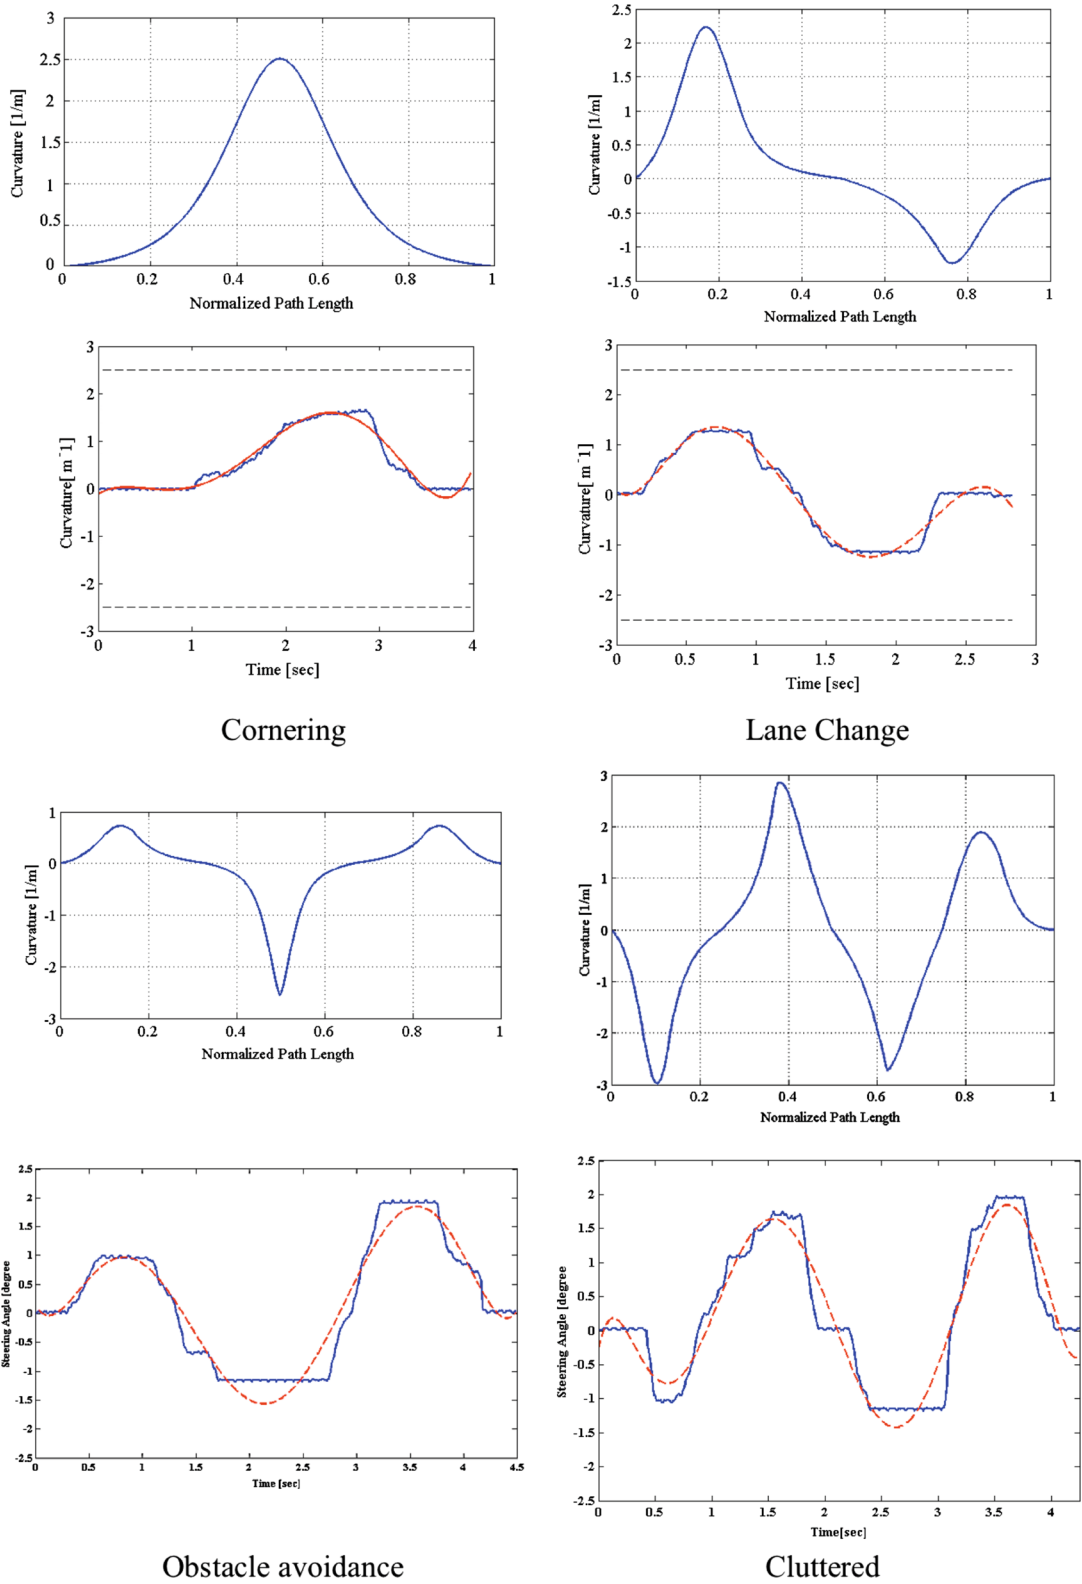 3
2.5
2
1.5
1
0.5
0
Curvature [1/m]
0 0.2 0.4 0.6 0.8 1
Normalized Path Length
2.5
2
1.5
1
0.5
0
-0.5
-1
-1.5
Curvature [1/m]
0 0.2 0.4 0.6 0.8 1
Normalized Path Length
3
2
1
0
-1
-2
-3
Curvature[ m⁻1]
0 1 2 3 4
Time [sec]
3
2
1
0
-1
-2
-3
Curvature[ m⁻1]
0 0.5 1 1.5 2 2.5 3
Time [sec]
Cornering
Lane Change
1
0
-1
-2
-3
Curvature [1/m]
0 0.2 0.4 0.6 0.8 1
Normalized Path Length
3
2
1
0
-1
-2
-3
Curvature [1/m]
0 0.2 0.4 0.6 0.8 1
Normalized Path Length
2.5
2
1.5
1
0.5
0
-0.5
-1
-1.5
-2
-2.5
Steering Angle [degree
0 0.5 1 1.5 2 2.5 3 3.5 4 4.5
Time [sec]
2.5
2
1.5
1
0.5
0
-0.5
-1
-1.5
-2
-2.5
Steering Angle [degree
0 0.5 1 1.5 2 2.5 3 3.5 4
Time[sec]
Obstacle avoidance
Cluttered